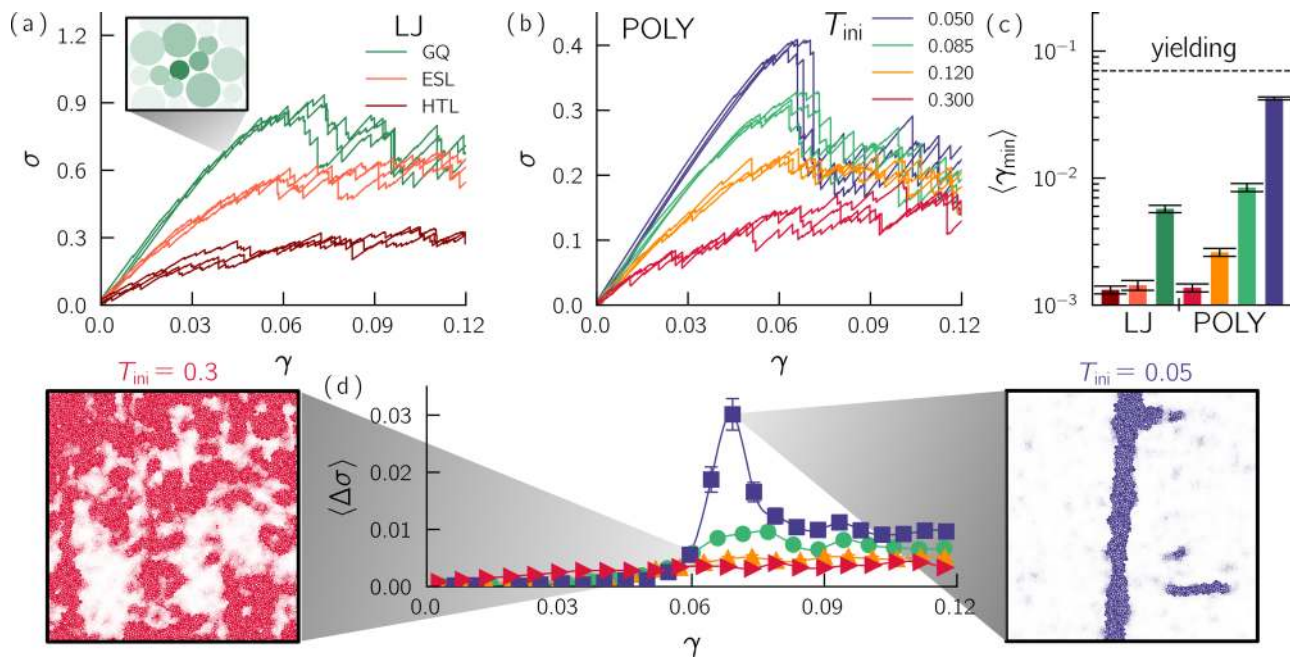 (a)
LJ
GQ
ESL
HTL
1.2
0.9
0.6
0.3
0.0
σ
0.0 0.03 0.06 0.09 0.12
γ
(b)
POLY
T_ini
0.050
0.085
0.120
0.300
0.4
0.3
0.2
0.1
0.0
σ
0.0 0.03 0.06 0.09 0.12
γ
(c)
yielding
10⁻¹
10⁻²
10⁻³
⟨γ_min⟩
LJ POLY
T_ini = 0.3
(d)
0.03
0.02
0.01
0.00
⟨Δσ⟩
0.0 0.03 0.06 0.09 0.12
γ
T_ini = 0.05